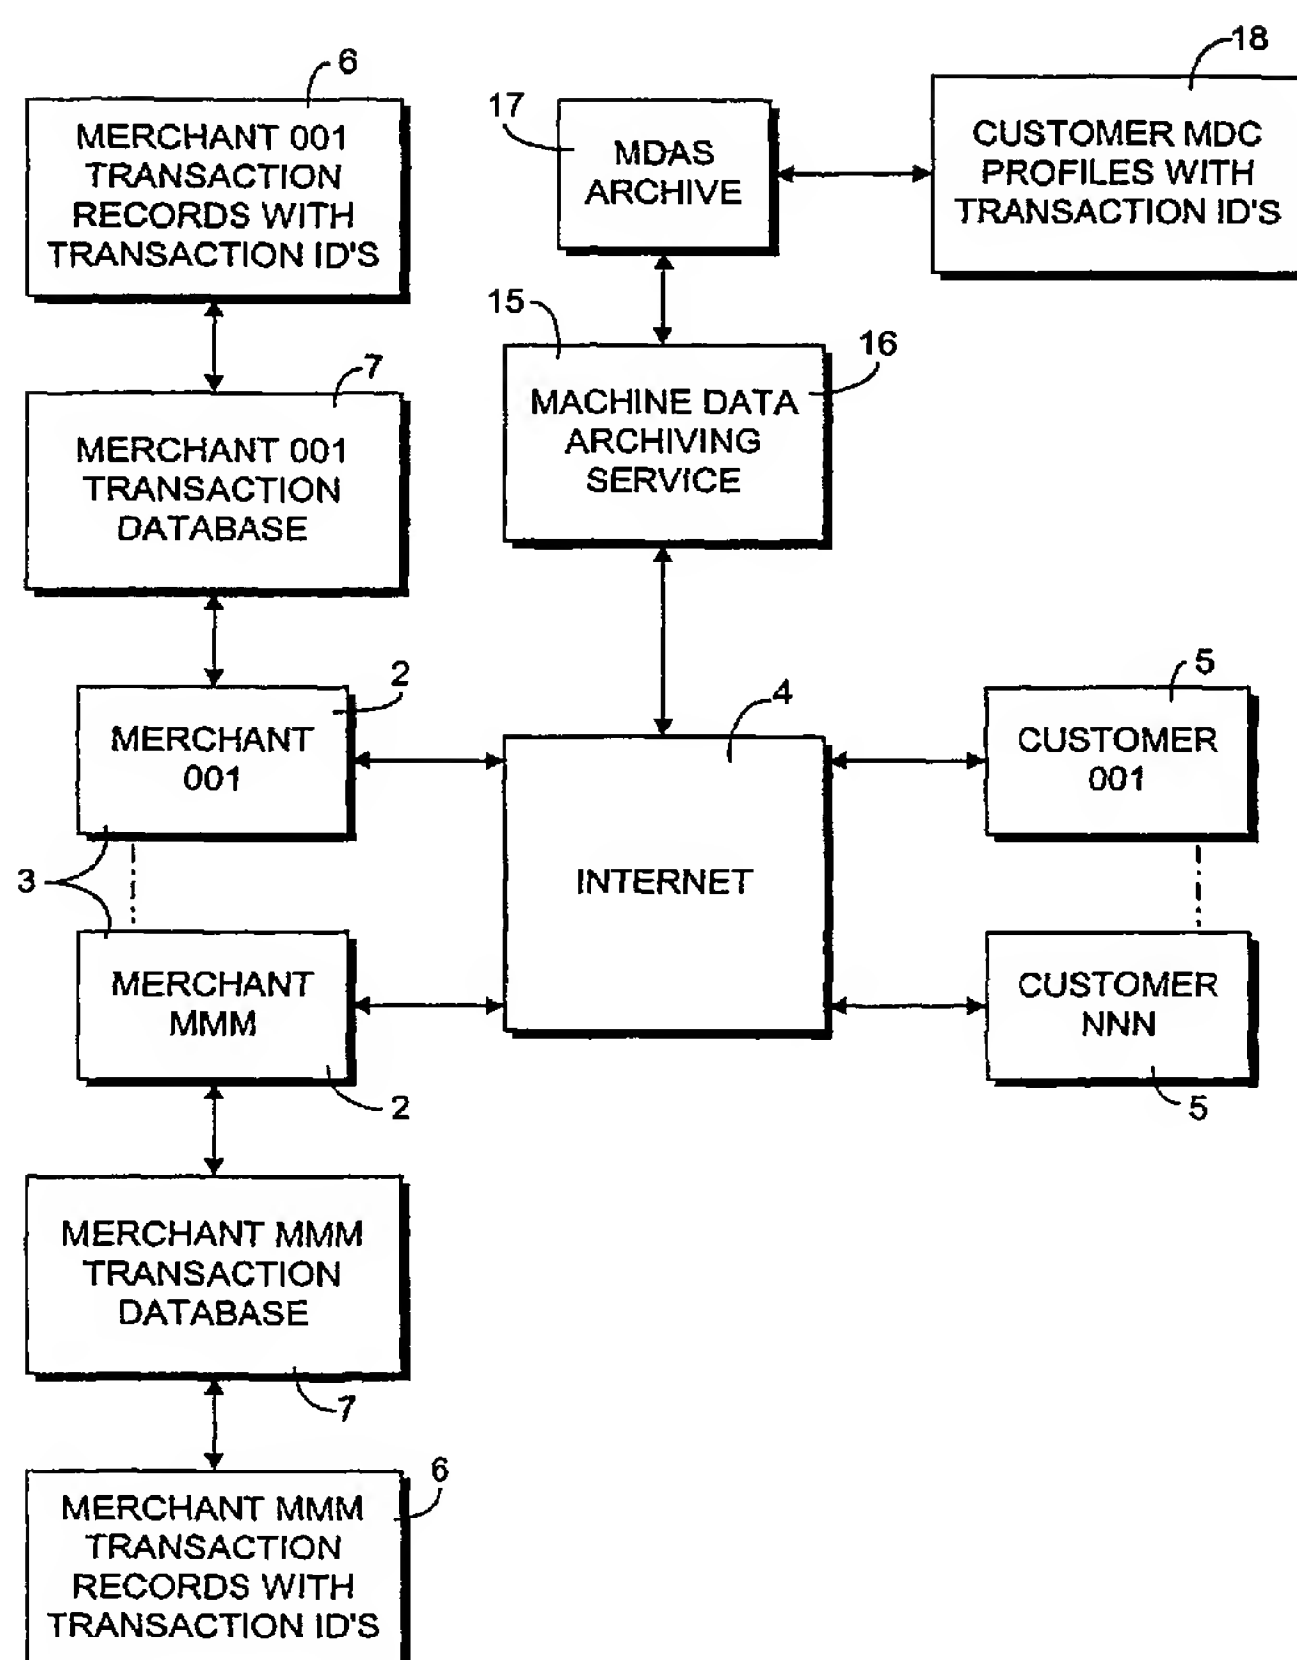 6
MERCHANT 001
TRANSACTION
RECORDS WITH
TRANSACTION ID'S
17
MDAS
ARCHIVE
18
CUSTOMER MDC
PROFILES WITH
TRANSACTION ID'S
7
MERCHANT 001
TRANSACTION
DATABASE
15
16
MACHINE DATA
ARCHIVING
SERVICE
2
MERCHANT
001
4
INTERNET
5
CUSTOMER
001
3
MERCHANT
MMM
2
CUSTOMER
NNN
5
MERCHANT MMM
TRANSACTION
DATABASE
7
6
MERCHANT MMM
TRANSACTION
RECORDS WITH
TRANSACTION ID'S